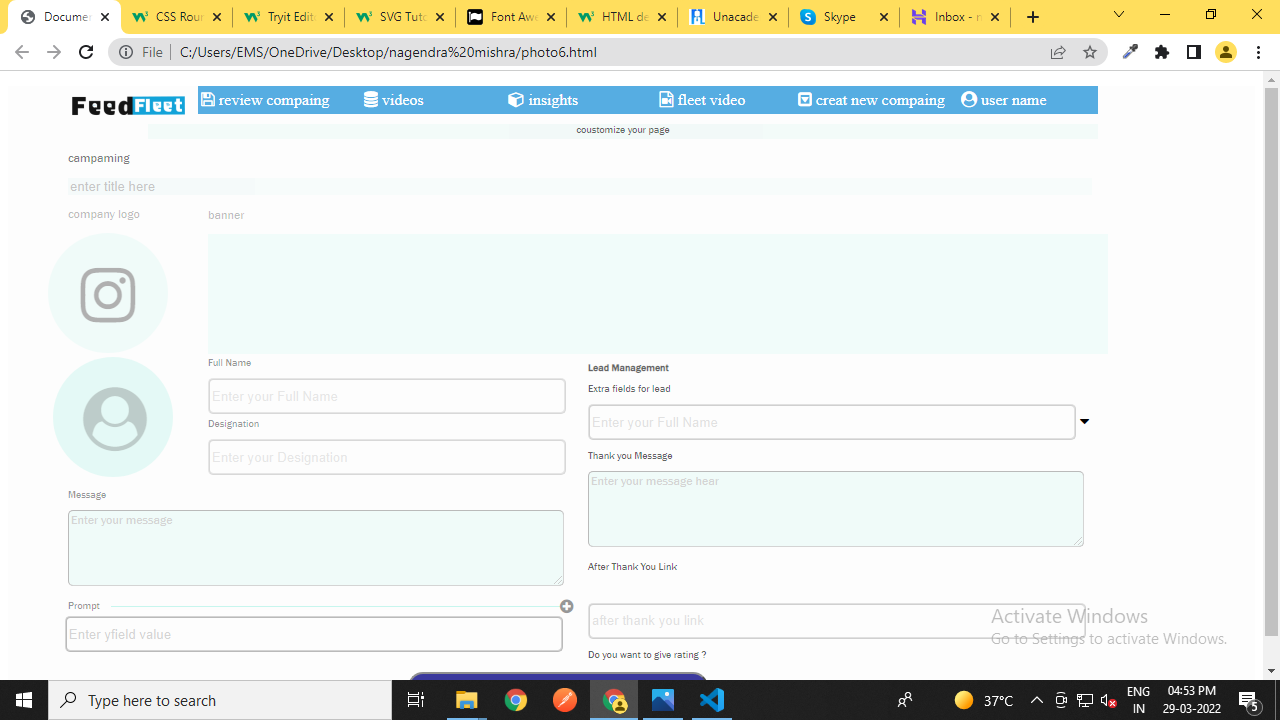 Documen
CSS Roun
Tryit Edit
SVG Tuto
Font Awe
HTML de
Unacade
Skype
Inbox - n
File
C:/Users/EMS/OneDrive/Desktop/nagendra%20mishra/photo6.html
FeedFleet
review compaing
videos
insights
fleet video
creat new compaing
user name
coustomize your page
campaming
enter title here
company logo
banner
Full Name
Enter your Full Name
Designation
Enter your Designation
Message
Enter your message
Prompt
Enter yfield value
Lead Management
Extra fields for lead
Enter your Full Name
Thank you Message
Enter your message hear
After Thank You Link
after thank you link
Do you want to give rating ?
Activate Windows
Go to Settings to activate Windows.
Type here to search
37°C
ENG
IN
04:53 PM
29-03-2022
5